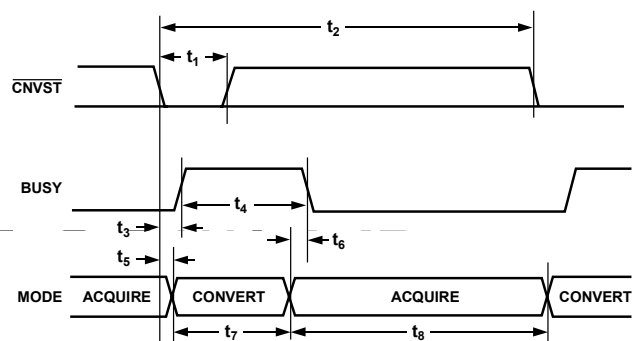 t2
t1
CNVST
BUSY
t4
t3
t6
t5
MODE ACQUIRE CONVERT ACQUIRE CONVERT
t7 t8